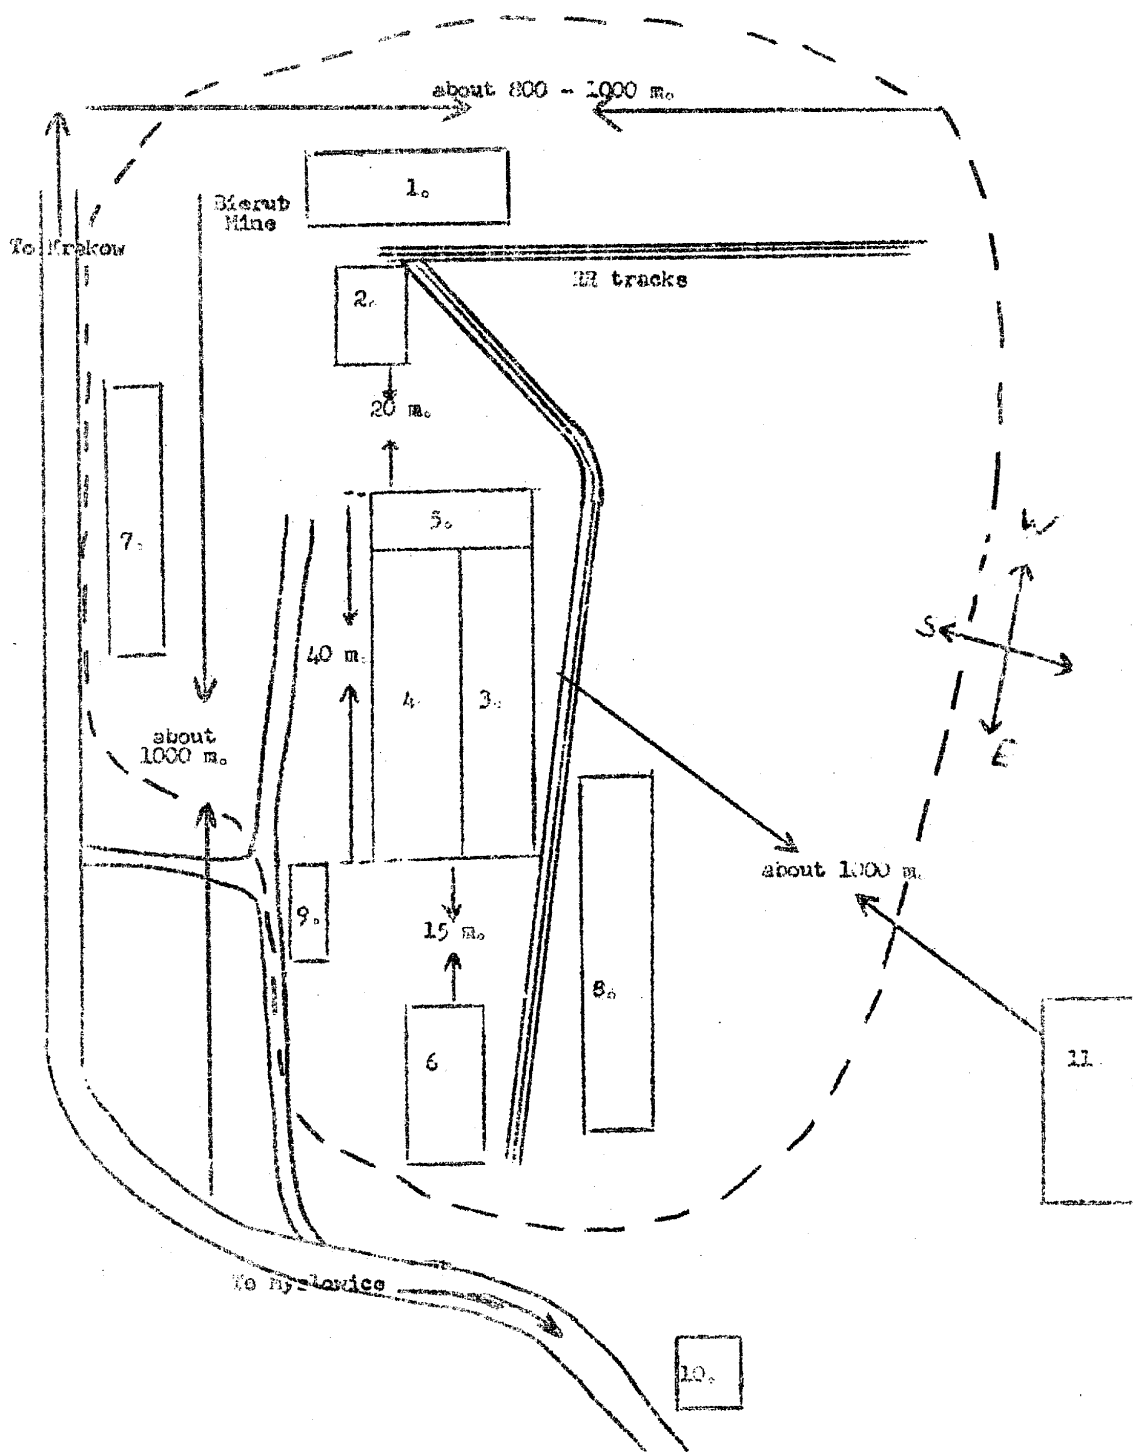 about 800 - 1000 m.
1.
Bierub
Mine
To Krakow
RR tracks
2.
20 m.
5.
7.
W
S
E
40 m.
4.
3.
about
1000 m.
about 1000 m.
9.
15 m.
8.
6.
11.
To Myslowice
10.